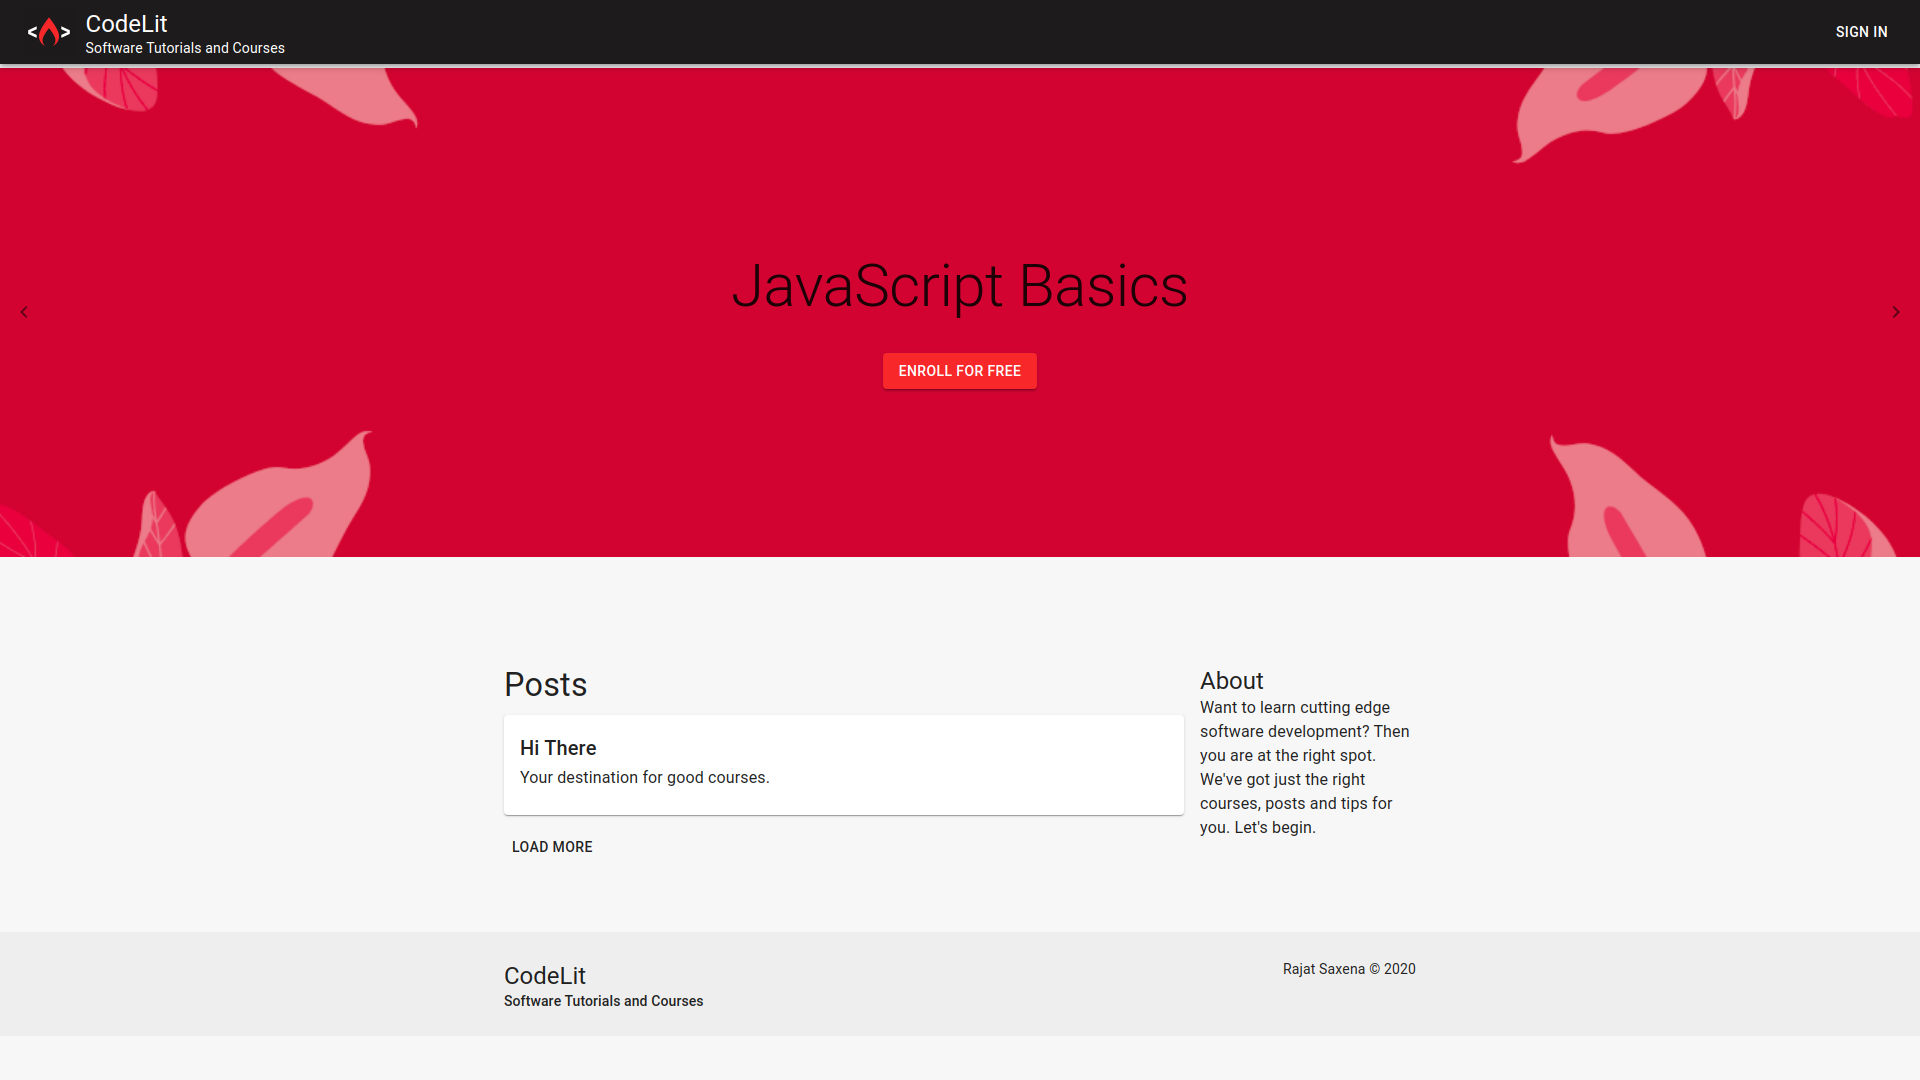 CodeLit
Software Tutorials and Courses
SIGN IN
JavaScript Basics
ENROLL FOR FREE
Posts
Hi There
Your destination for good courses.
LOAD MORE
About
Want to learn cutting edge
software development? Then
you are at the right spot.
We've got just the right
courses, posts and tips for
you. Let's begin.
CodeLit
Software Tutorials and Courses
Rajat Saxena © 2020